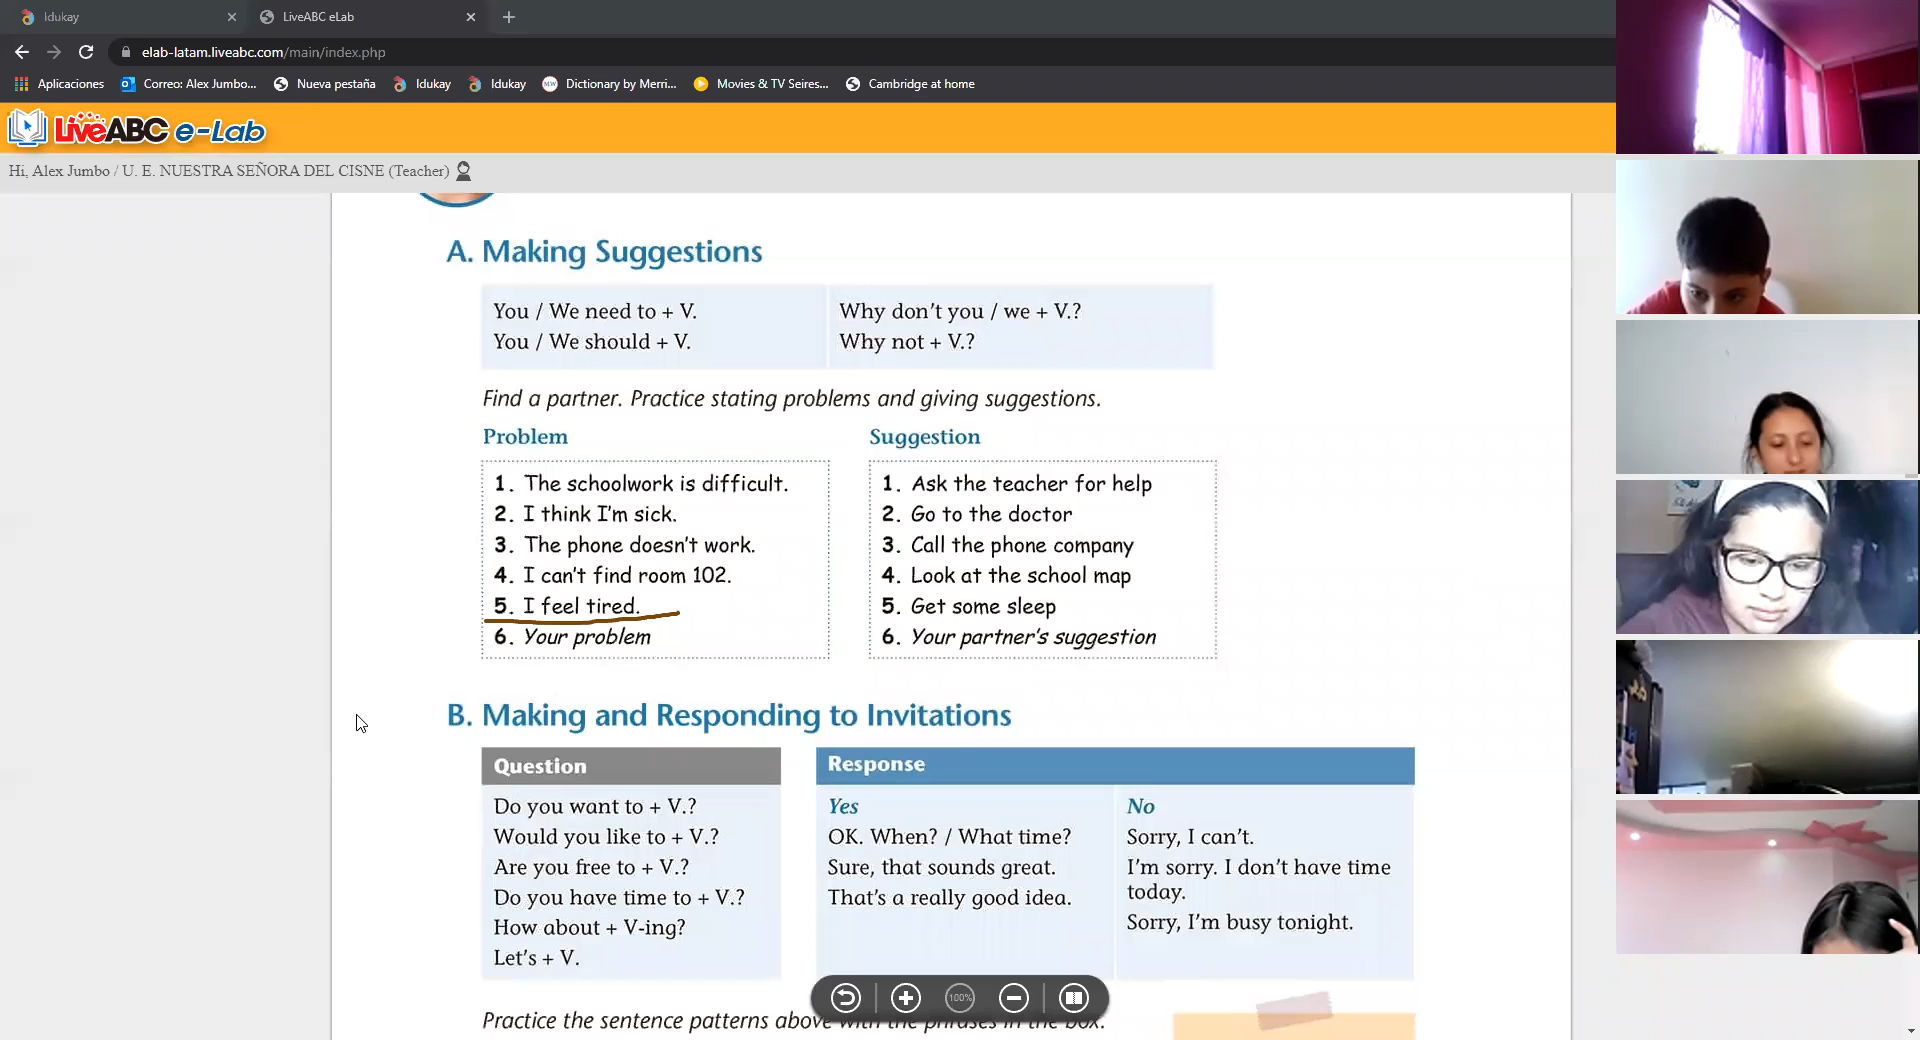 Idukay
LiveABC eLab
elab-latam.liveabc.com/main/index.php
Aplicaciones
Correo: Alex Jumbo...
Nueva pestaña
Idukay
Idukay
Dictionary by Merri...
Movies & TV Seires...
Cambridge at home
LiveABC e-Lab
Hi, Alex Jumbo / U. E. NUESTRA SEÑORA DEL CISNE (Teacher)
A. Making Suggestions
You / We need to + V.
You / We should + V.
Why don't you / we + V.?
Why not + V.?
Find a partner. Practice stating problems and giving suggestions.
Problem
1. The schoolwork is difficult.
2. I think I'm sick.
3. The phone doesn't work.
4. I can't find room 102.
5. I feel tired.
6. Your problem
Suggestion
1. Ask the teacher for help
2. Go to the doctor
3. Call the phone company
4. Look at the school map
5. Get some sleep
6. Your partner's suggestion
B. Making and Responding to Invitations
Question
Do you want to + V.?
Would you like to + V.?
Are you free to + V.?
Do you have time to + V.?
How about + V-ing?
Let's + V.
Response
Yes
OK. When? / What time?
Sure, that sounds great.
That's a really good idea.
No
Sorry, I can't.
I'm sorry. I don't have time
today.
Sorry, I'm busy tonight.
100%
Practice the sentence patterns above with the phrases in the box.